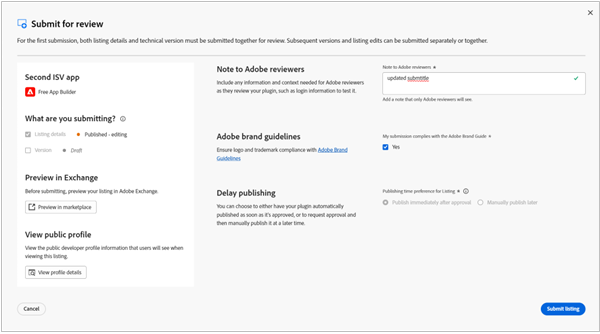 Submit for review
For the first submission, both listing details and technical version must be submitted together for review. Subsequent versions and listing edits can be submitted separately or together.
Second ISV app
Free App Builder
What are you submitting?
Listing details
Published - editing
Version
Draft
Preview in Exchange
Before submitting, preview your listing in Adobe Exchange.
Preview in marketplace
View public profile
View the public developer profile information that users will see when
viewing this listing.
View profile details
Note to Adobe reviewers
Include any information and context needed for Adobe reviewers
as they review your plugin, such as login information to test it.
Note to Adobe reviewers *
updated submtitle
Add a note that only Adobe reviewers will see
Adobe brand guidelines
Ensure logo and trademark compliance with Adobe Brand
Guidelines
My submission complies with the Adobe Brand Guide *
Yes
Delay publishing
You can choose to either have your plugin automatically
published as soon as it's approved, or to request approval and
then manually publish it at a later time.
Publishing time preference for Listing *
Publish immediately after approval
Manually publish later
Cancel
Submit listing